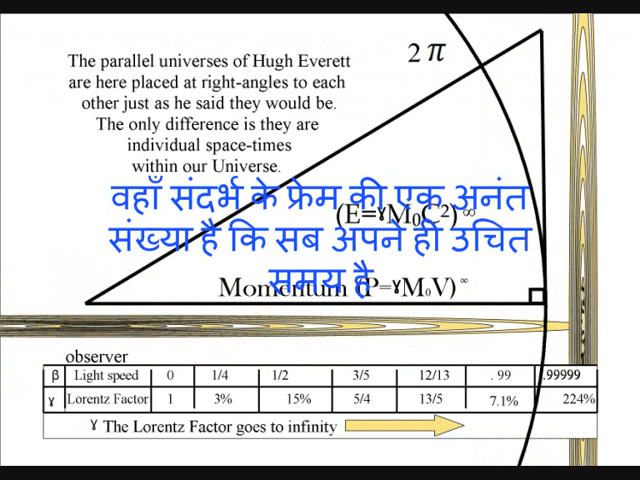 The parallel universes of Hugh Everett
are here placed at right-angles to each
other just as he said they would be.
The only difference is they are
individual space-times
within our Universe.
2 π
(E=ɤM₀C²)∞
वहाँ संदर्भ के फ्रेम की एक अनंत
संख्या है कि सब अपने ही उचित
समय है
Momentum (P=ɤM₀V)∞
observer
β Light speed 0 1/4 1/2 3/5 12/13 . 99 .99999
ɤ Lorentz Factor 1 3% 15% 5/4 13/5 7.1% 224%
ɤ The Lorentz Factor goes to infinity